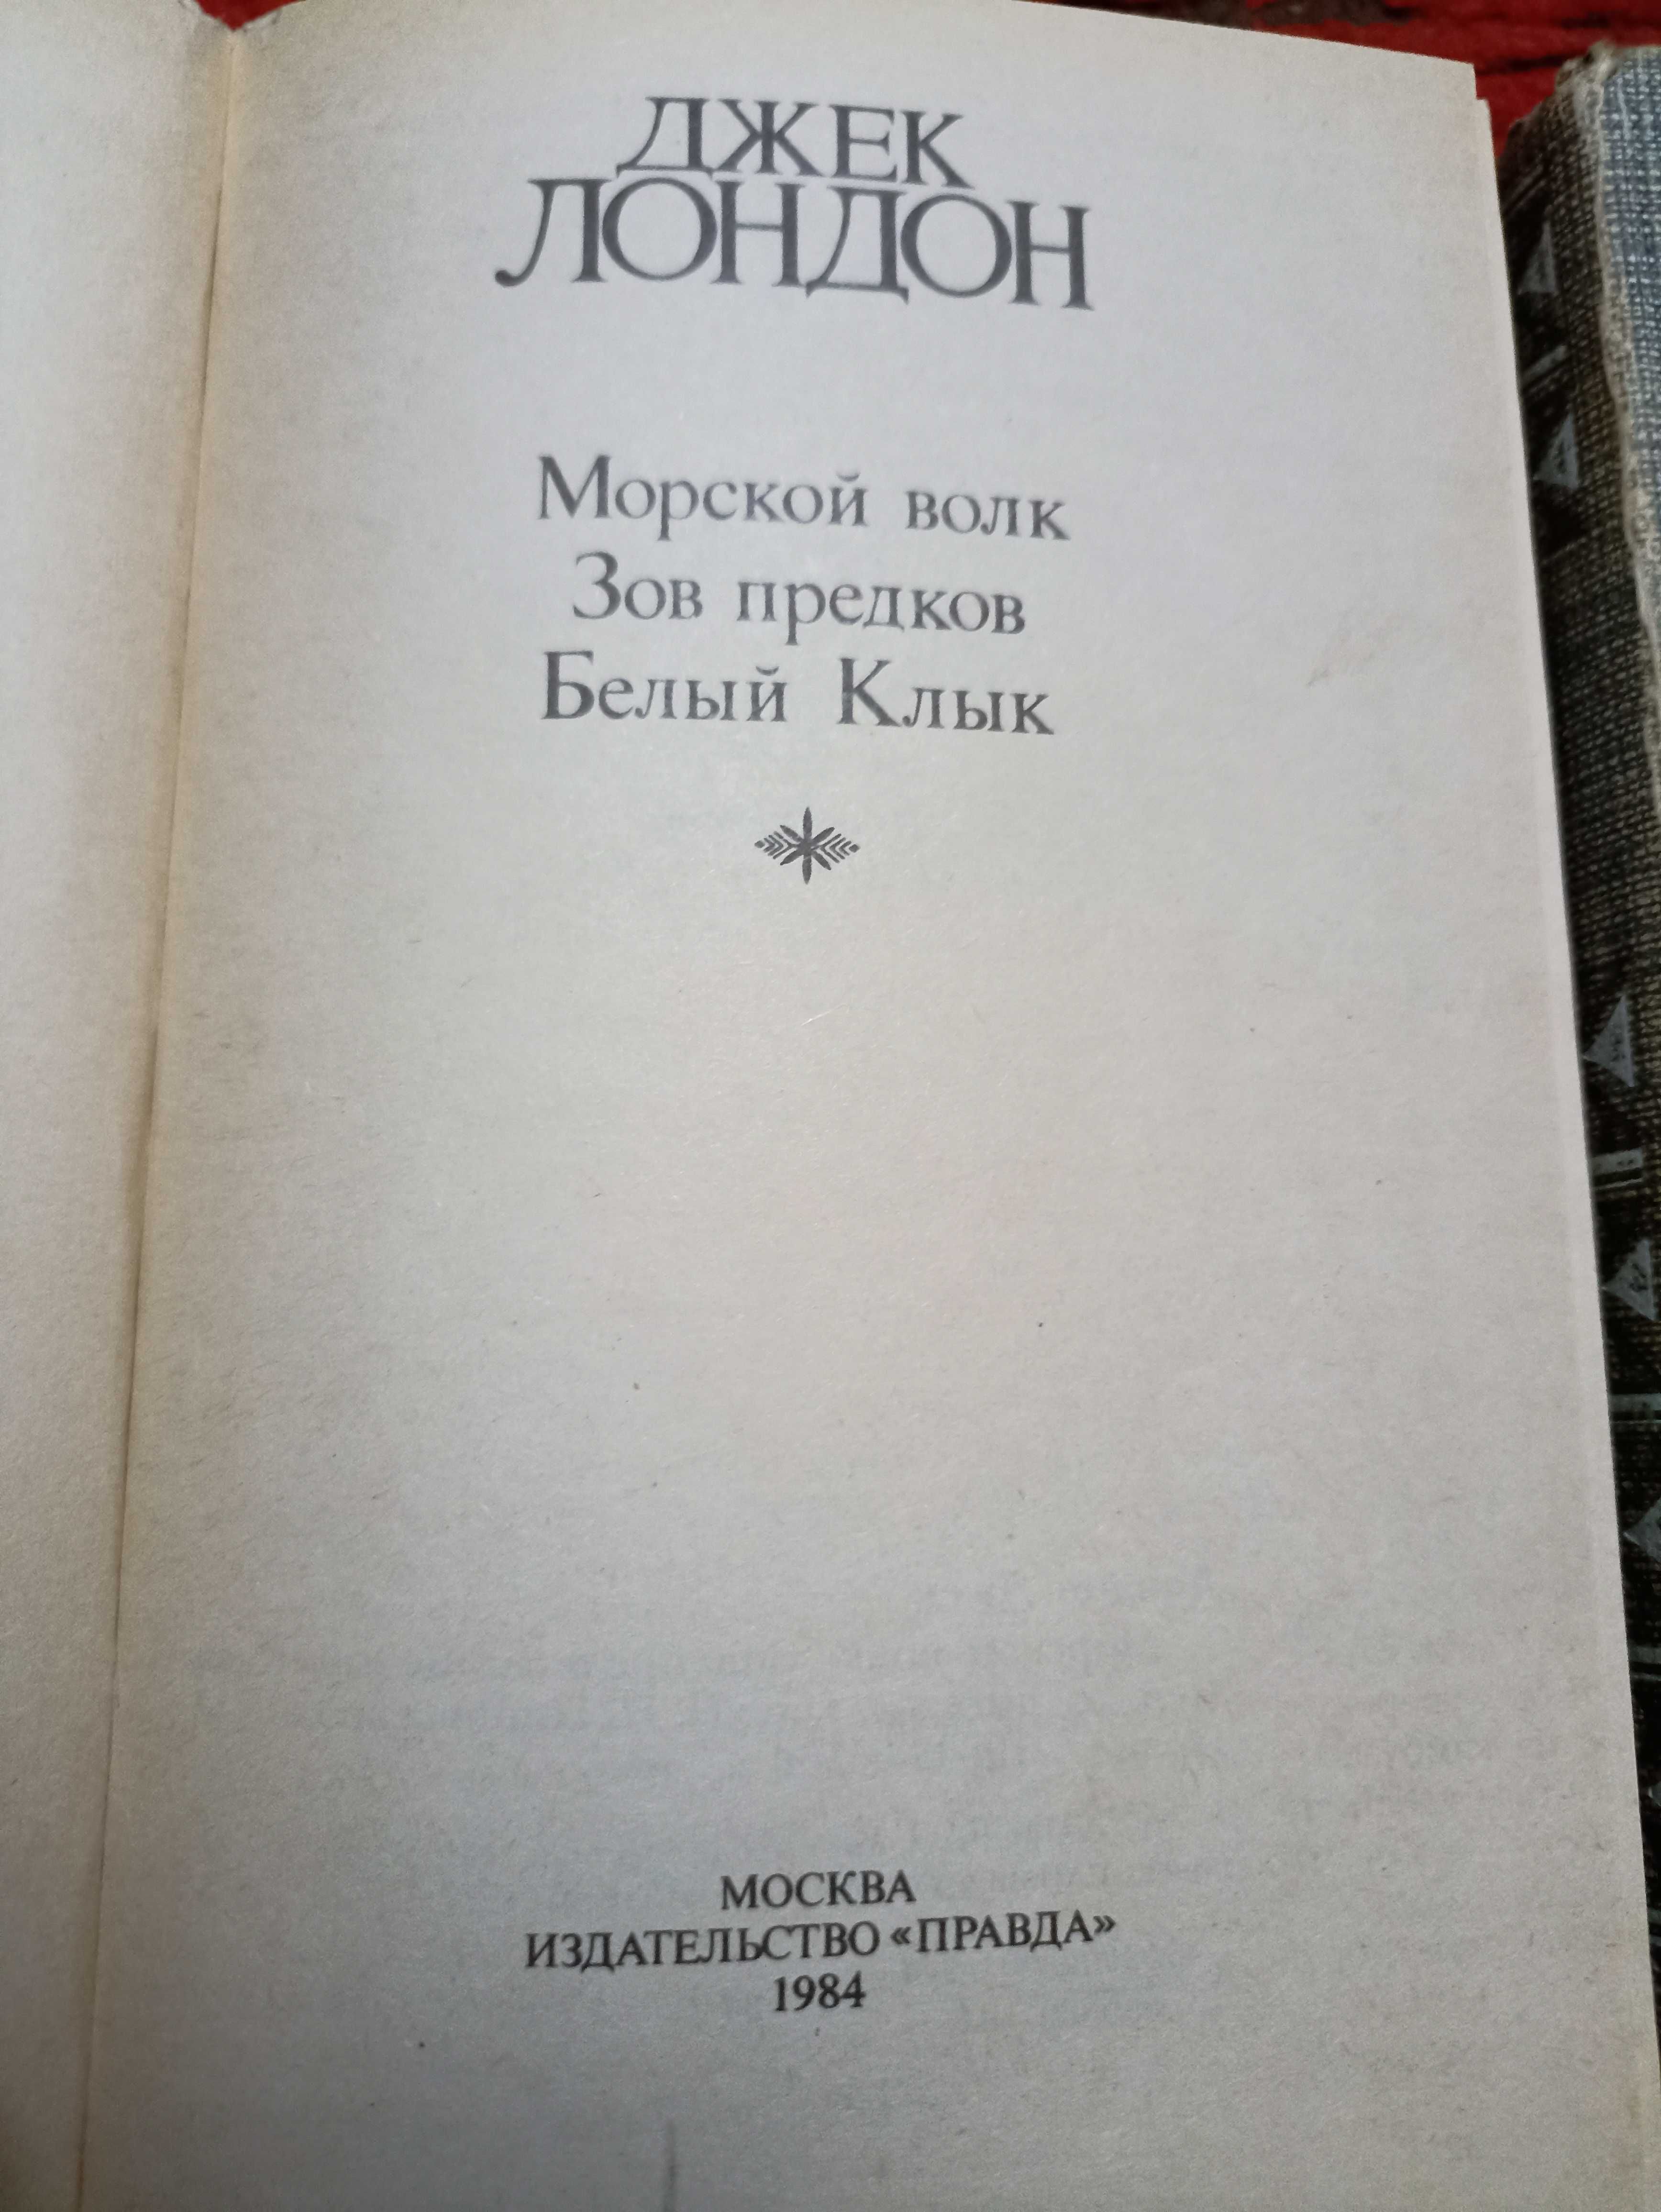 ДЖЕК
ЛОНДОН
Морской волк
Зов предков
Белый Клык
МОСКВА
ИЗДАТЕЛЬСТВО «ПРАВДА»
1984